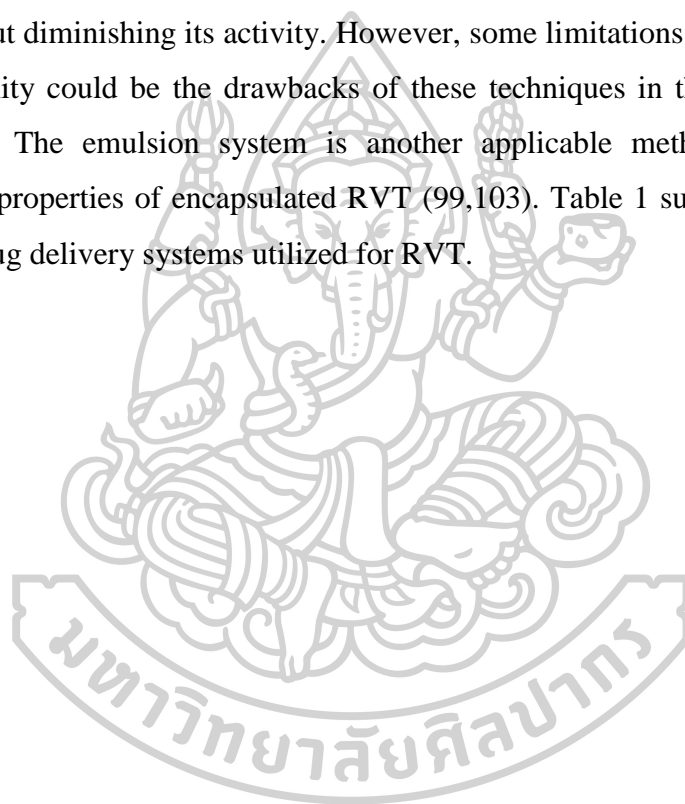 ut diminishing its activity. However, some limitations
ity could be the drawbacks of these techniques in t
The emulsion system is another applicable met
properties of encapsulated RVT (99,103). Table 1 su
ug delivery systems utilized for RVT.
มหาวิทยาลัยศิลปากร